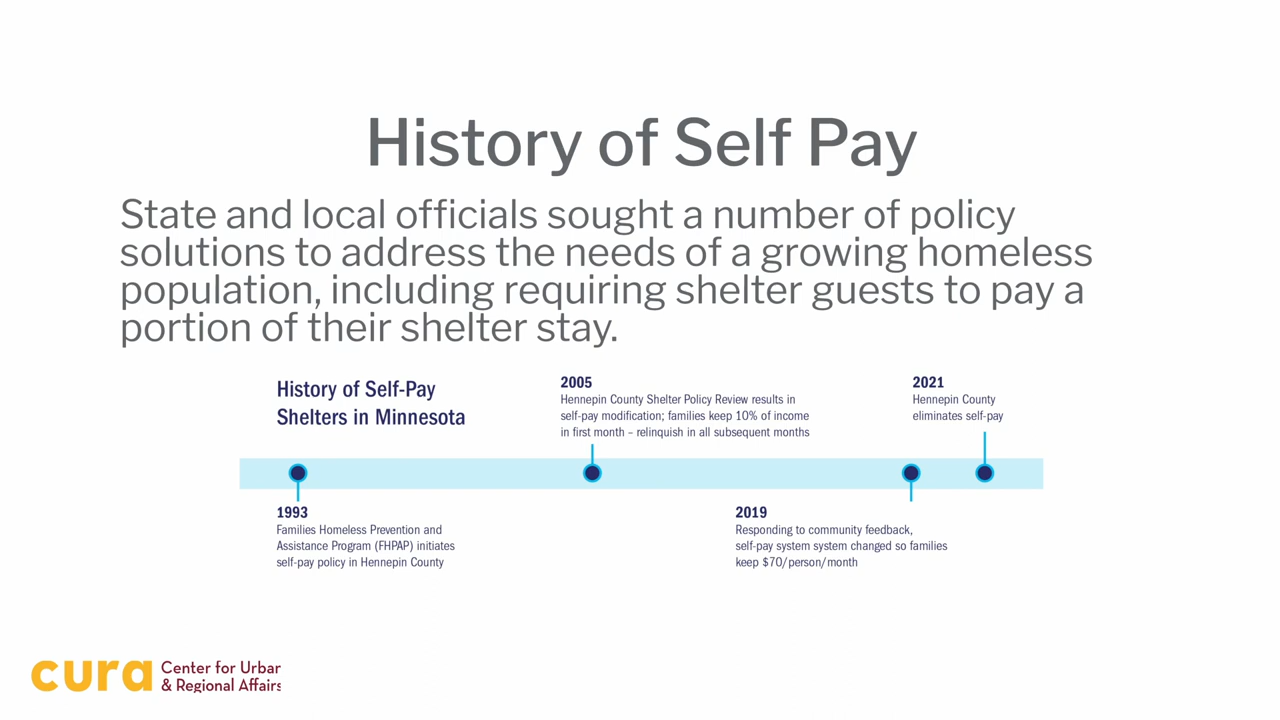 History of Self Pay
State and local officials sought a number of policy
solutions to address the needs of a growing homeless
population, including requiring shelter guests to pay a
portion of their shelter stay.
History of Self-Pay
Shelters in Minnesota
1993
Families Homeless Prevention and
Assistance Program (FHPAP) initiates
self-pay policy in Hennepin County
2005
Hennepin County Shelter Policy Review results in
self-pay modification; families keep 10% of income
in first month – relinquish in all subsequent months
2019
Responding to community feedback,
self-pay system system changed so families
keep $70/person/month
2021
Hennepin County
eliminates self-pay
cura
Center for Urban
& Regional Affairs